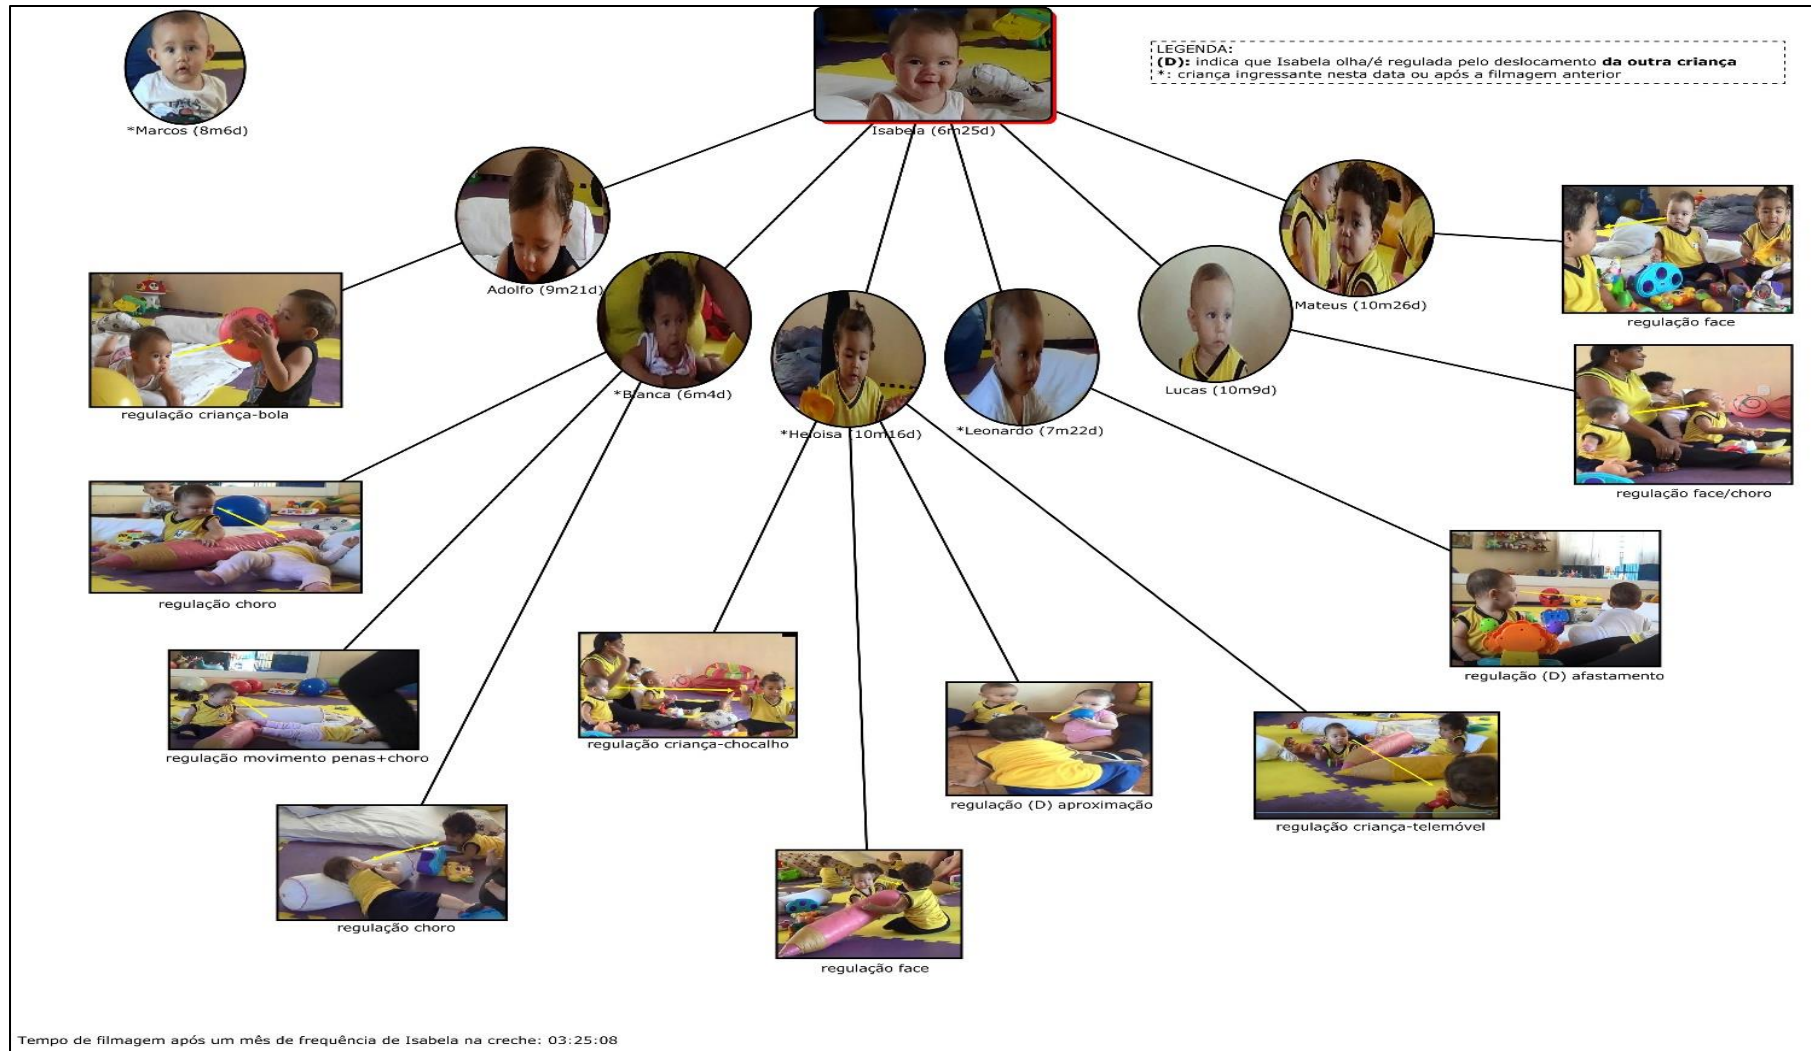 LEGENDA:
(D): indica que Isabela olha/é regulada pelo deslocamento da outra criança
*: criança ingressante nesta data ou após a filmagem anterior
*Marcos (8m6d)
Isabela (6m25d)
Adolfo (9m21d)
*Bianca (6m4d)
*Heloisa (10m16d)
*Leonardo (7m22d)
Lucas (10m9d)
Mateus (10m26d)
regulação face
regulação criança-bola
regulação face/choro
regulação choro
regulação (D) afastamento
regulação movimento penas+choro
regulação criança-chocalho
regulação (D) aproximação
regulação criança-telemóvel
regulação choro
regulação face
Tempo de filmagem após um mês de frequência de Isabela na creche: 03:25:08